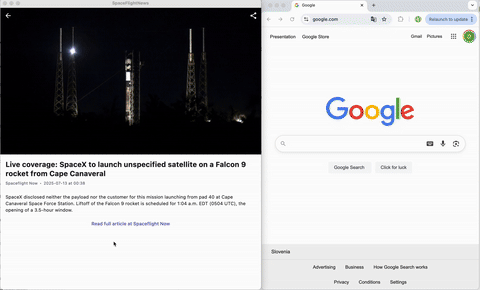 SpaceflightNews
Live coverage: SpaceX to launch unspecified satellite on a Falcon 9
rocket from Cape Canaveral
Spaceflight Now • 2025-07-13 at 00:38
SpaceX disclosed neither the payload nor the customer for this mission launching from pad 40 at Cape
Canaveral Space Force Station. Liftoff of the Falcon 9 rocket is scheduled for 1:04 a.m. EDT (0504 UTC), the
opening of a 3.5-hour window.
Read full article at Spaceflight Now
Google
google.com
Relaunch to update
Presentation Google Store Gmail Pictures
Google
Google Search Click for luck
Slovenia
Advertising Business How Google Search works
Privacy Conditions Settings